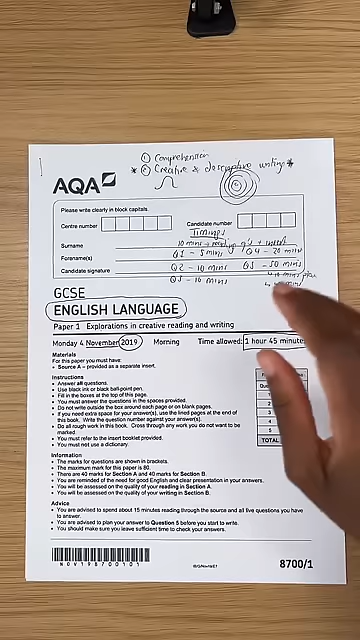 ① Comprehension
* ② Creative & descriptive writing *
AQA
Please write clearly in block capitals.
Centre number
Candidate number
Timings
Surname
10 mins → reading q's + insert
Forename(s)
Q1 - 5 mins
Q4 - 20 mins
Candidate signature
Q2 - 10 mins
Q5 - 50 mins
Q3 - 10 mins
GCSE
ENGLISH LANGUAGE
Paper 1 Explorations in creative reading and writing
Monday 4 November 2019
Morning
Time allowed: 1 hour 45 minutes
Materials
For this paper you must have:
• Source A – provided as a separate insert.
Instructions
• Answer all questions.
• Use black ink or black ball-point pen.
• Fill in the boxes at the top of this page.
• You must answer the questions in the spaces provided.
• Do not write outside the box around each page or on blank pages.
• If you need extra space for your answer(s), use the lined pages at the end of
this book. Write the question number against your answer(s).
• Do all rough work in this book. Cross through any work you do not want to be
marked.
• You must refer to the insert booklet provided.
• You must not use a dictionary.
1
2
3
4
5
TOTAL
Information
• The marks for questions are shown in brackets.
• The maximum mark for this paper is 80.
• There are 40 marks for Section A and 40 marks for Section B.
• You are reminded of the need for good English and clear presentation in your answers.
• You will be assessed on the quality of your reading in Section A.
• You will be assessed on the quality of your writing in Section B.
Advice
• You are advised to spend about 15 minutes reading through the source and all five questions you have
to answer.
• You are advised to plan your answer to Question 5 before you start to write.
• You should make sure you leave sufficient time to check your answers.
NOV198700101
IB/G/Nov19/E7
8700/1